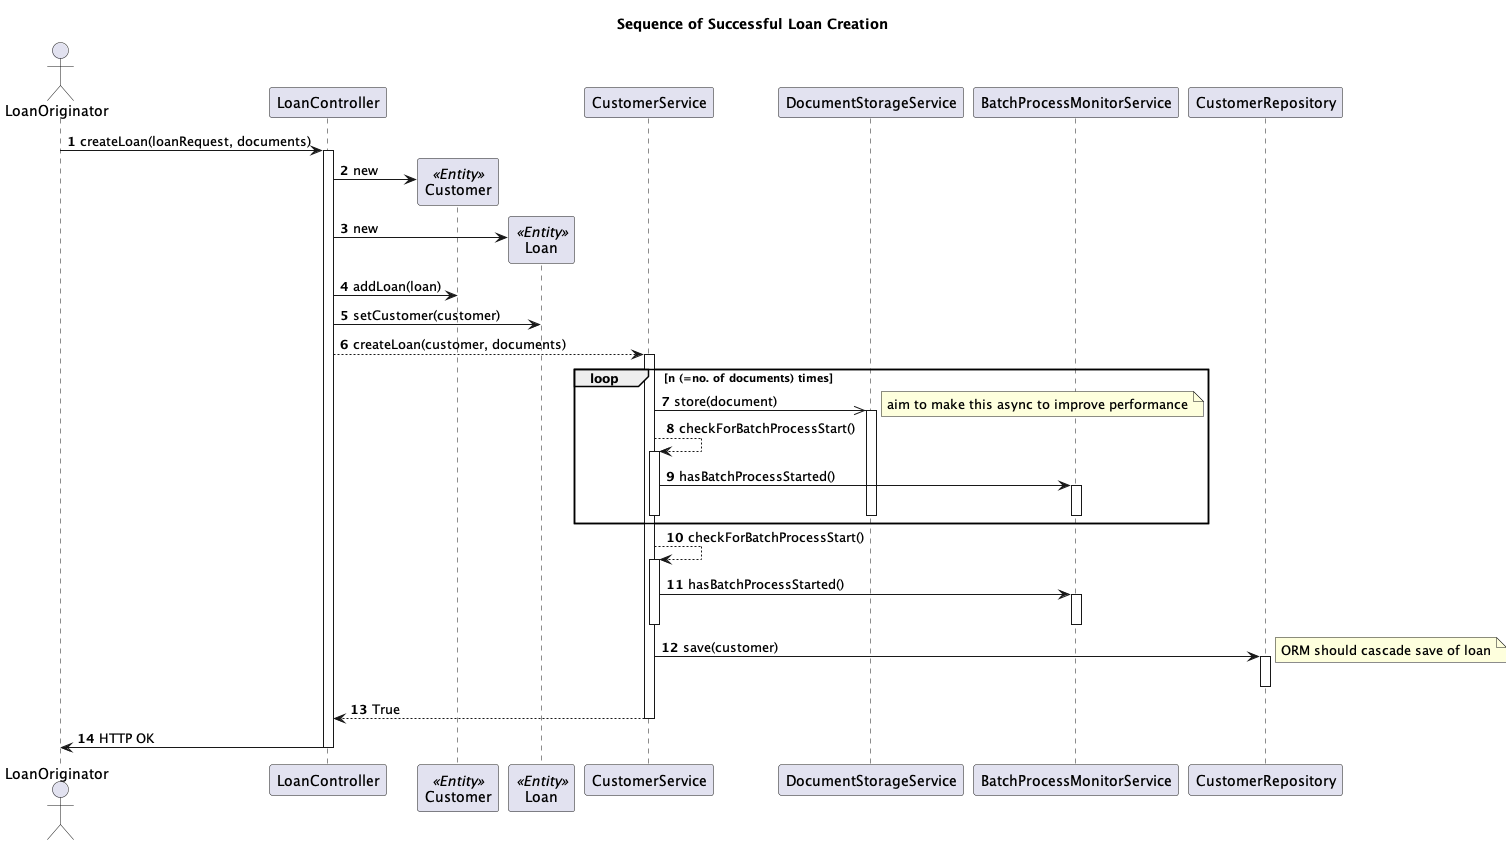 Sequence of Successful Loan Creation
LoanOriginator
LoanController
CustomerService
DocumentStorageService
BatchProcessMonitorService
CustomerRepository
1 createLoan(loanRequest, documents)
2 new
«Entity»
Customer
3 new
«Entity»
Loan
4 addLoan(loan)
5 setCustomer(customer)
6 createLoan(customer, documents)
loop [n (=no. of documents) times]
7 store(document)
aim to make this async to improve performance
8 checkForBatchProcessStart()
9 hasBatchProcessStarted()
10 checkForBatchProcessStart()
11 hasBatchProcessStarted()
12 save(customer)
ORM should cascade save of loan
13 True
14 HTTP OK
LoanOriginator
LoanController
«Entity»
Customer
«Entity»
Loan
CustomerService
DocumentStorageService
BatchProcessMonitorService
CustomerRepository